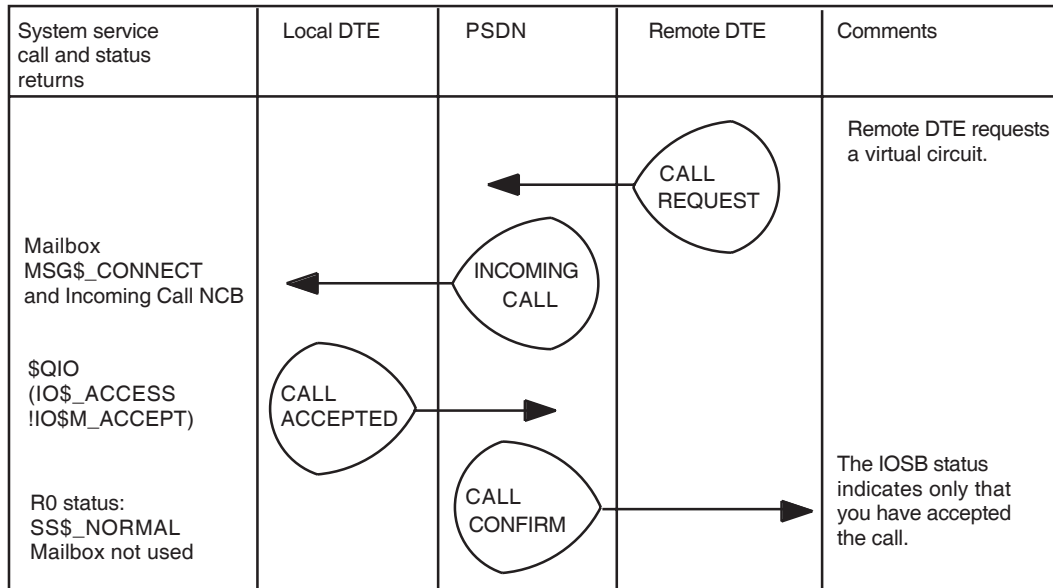 System service
call and status
returns
Local DTE
PSDN
Remote DTE
Comments
Remote DTE requests
a virtual circuit.
CALL
REQUEST
Mailbox
MSG$_CONNECT
and Incoming Call NCB
INCOMING
CALL
$QIO
(IO$_ACCESS
!IO$M_ACCEPT)
CALL
ACCEPTED
R0 status:
SS$_NORMAL
Mailbox not used
CALL
CONFIRM
The IOSB status
indicates only that
you have accepted
the call.